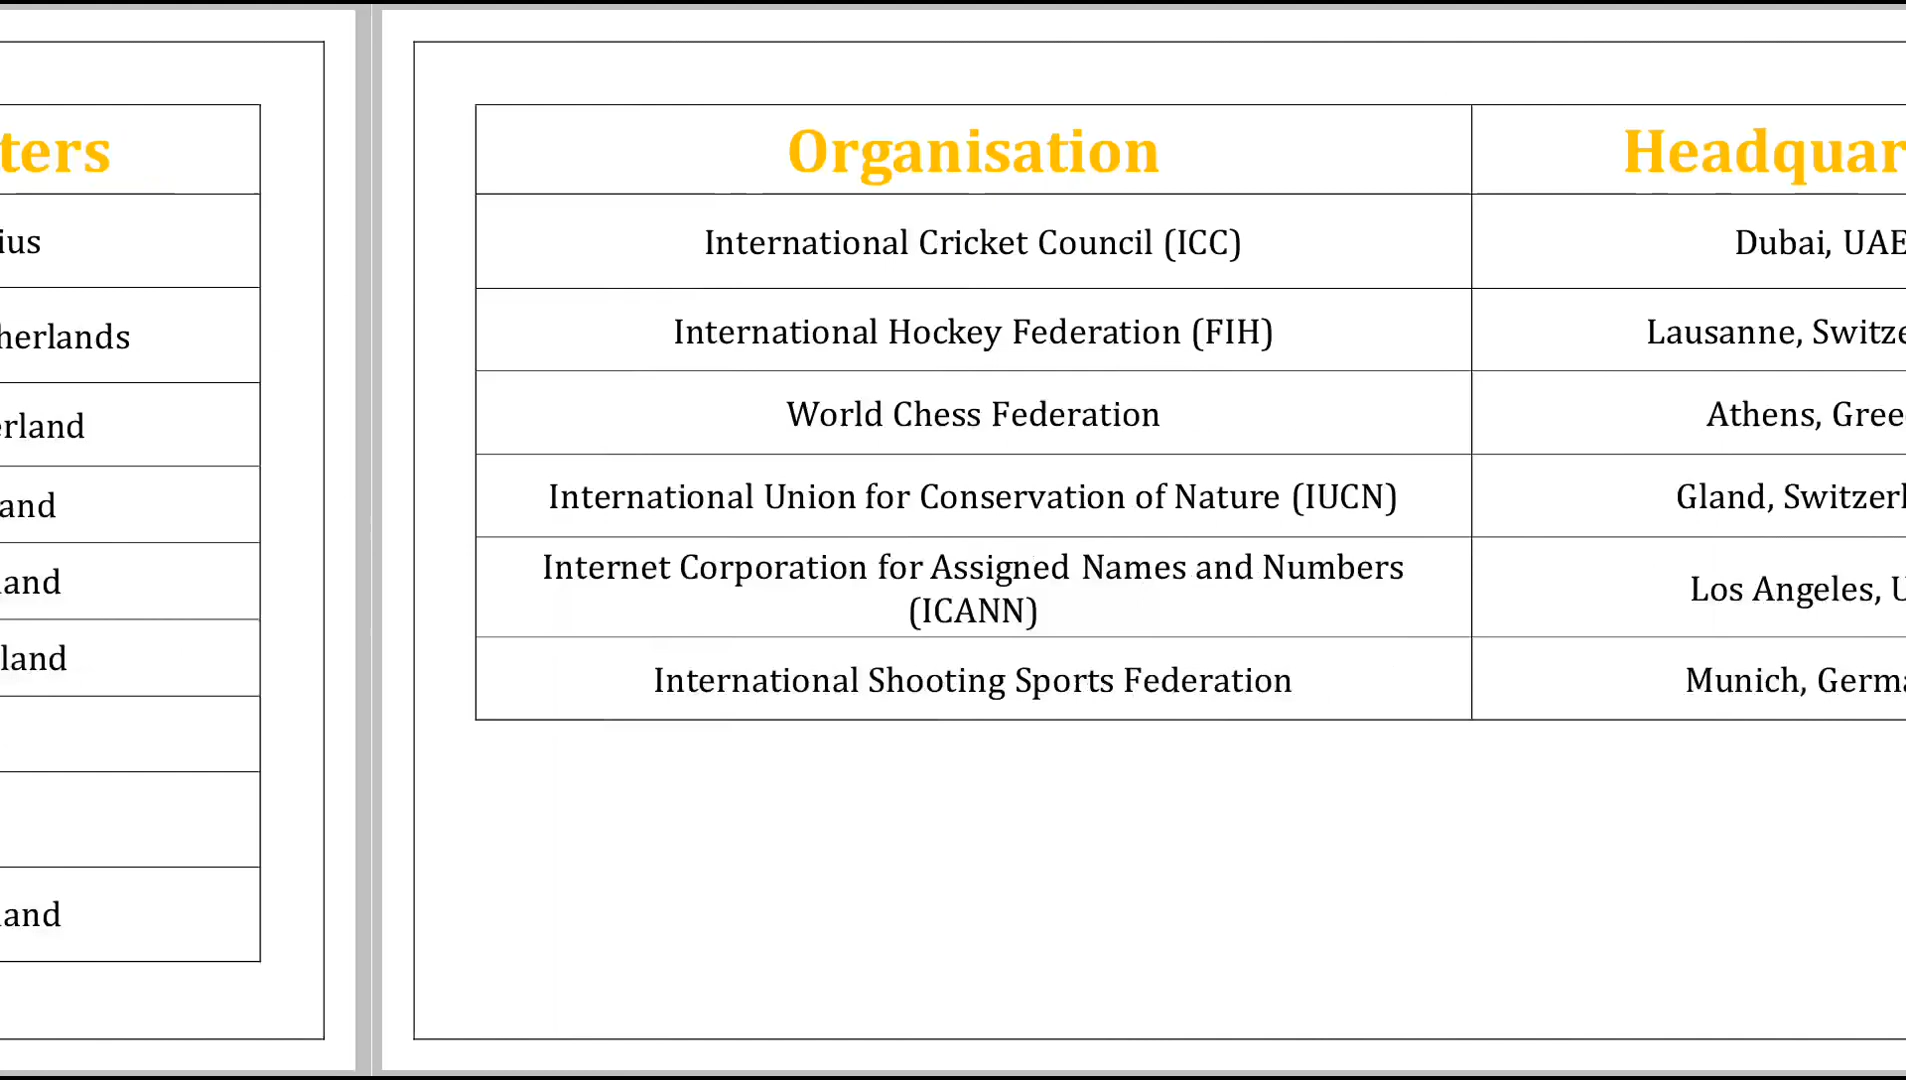 ters
ius
herlands
erland
and
land
land
land
Organisation Headquar
International Cricket Council (ICC) Dubai, UAE
International Hockey Federation (FIH) Lausanne, Switze
World Chess Federation Athens, Gree
International Union for Conservation of Nature (IUCN) Gland, Switzerl
Internet Corporation for Assigned Names and Numbers
(ICANN) Los Angeles, U
International Shooting Sports Federation Munich, Germa